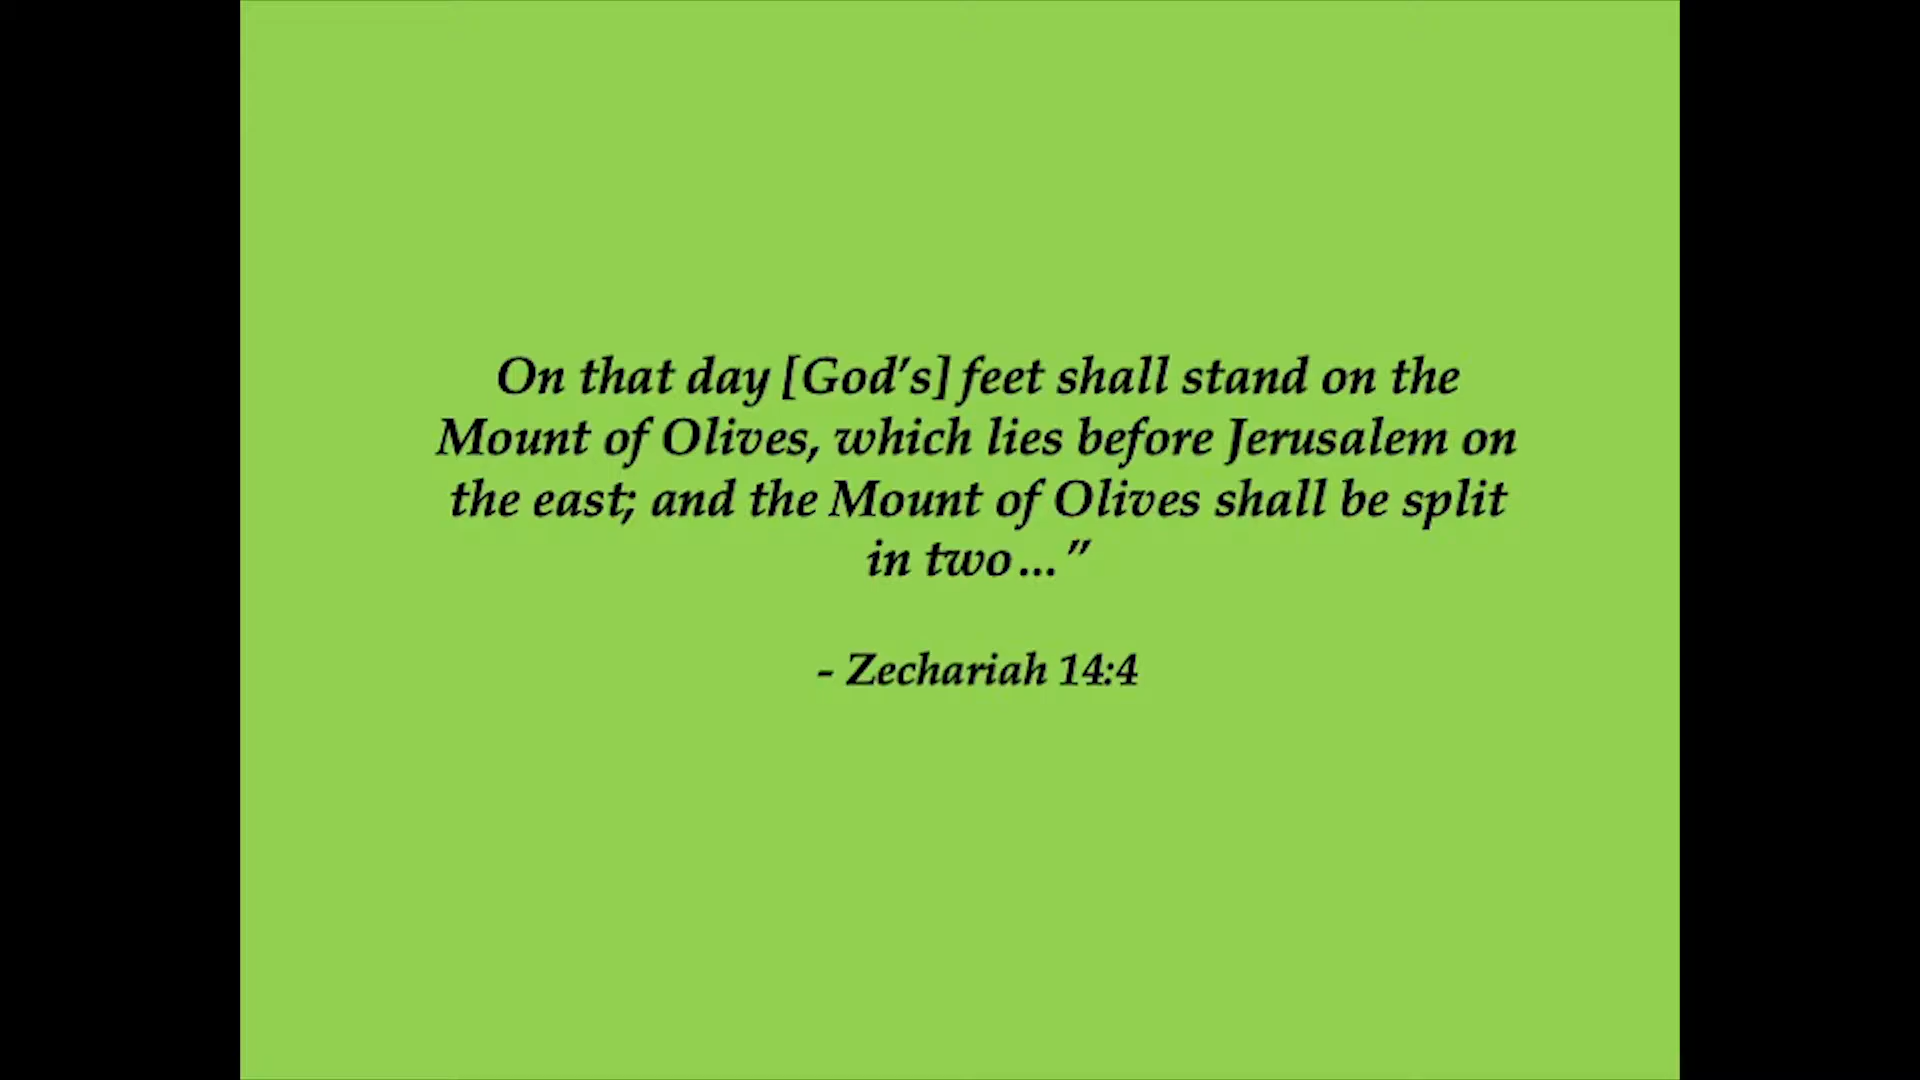 On that day [God’s] feet shall stand on the
Mount of Olives, which lies before Jerusalem on
the east; and the Mount of Olives shall be split
in two…”
- Zechariah 14:4